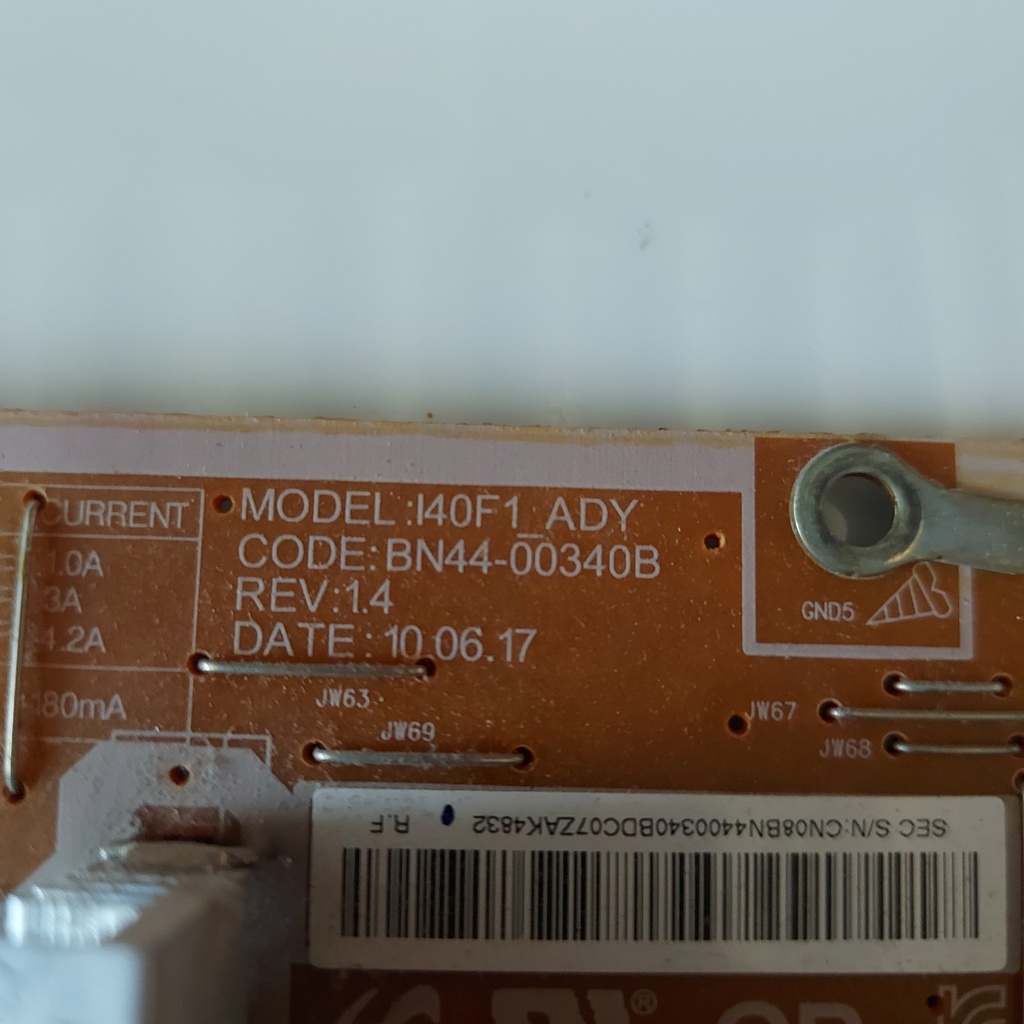 CURRENT
1.0A
3A
4.2A
80mA
MODEL:I40F1_ADY
CODE:BN44-00340B
REV:1.4
DATE:10.06.17
GND5
JW63
JW69
JW67
JW68
SEC S/N:CN08BN4400340BDC07ZAK4832 R.F